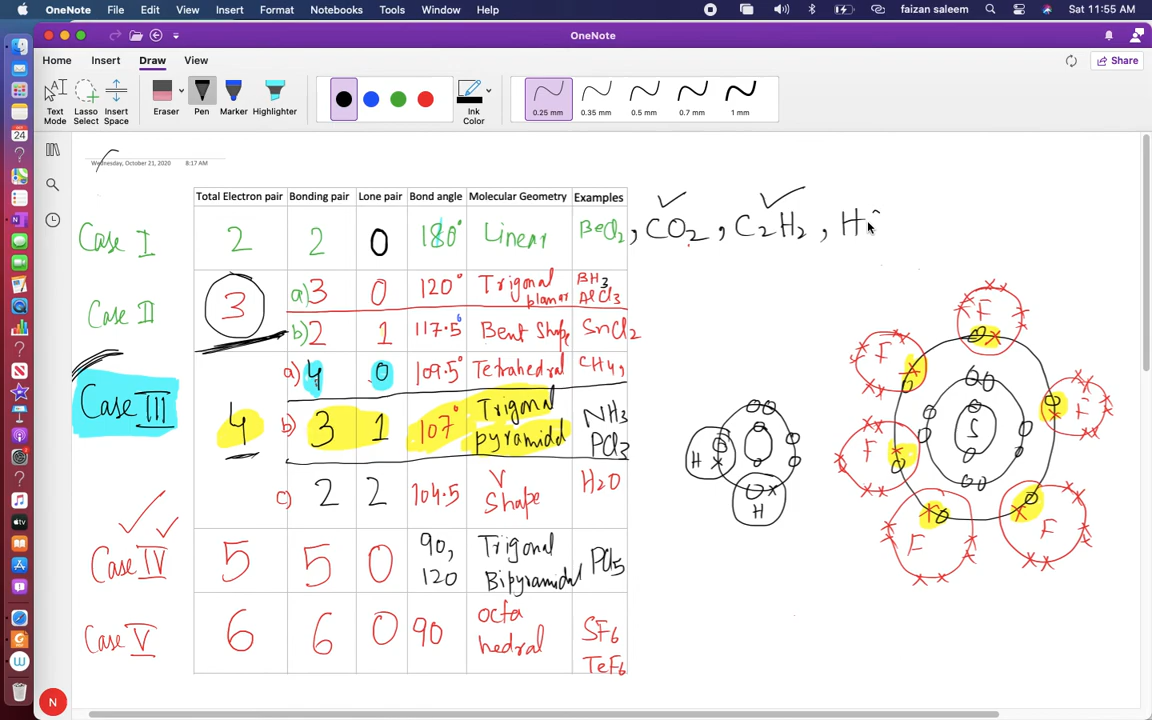 OneNote File Edit View Insert Format Notebooks Tools Window Help faizan saleem Sat 11:55 AM
OneNote
Home Insert Draw View
Share
Text Mode Lasso Select Insert Space Eraser Pen Marker Highlighter Ink Color 0.25 mm 0.35 mm 0.5 mm 0.7 mm 1 mm
Wednesday, October 21, 2020 8:17 AM
Total Electron pair Bonding pair Lone pair Bond angle Molecular Geometry Examples
Case I 2 2 0 180° Linear BeCl2, CO2, C2H2, H
Case II 3 a) 3 0 120° Trigonal planar BH3 AlCl3
b) 2 1 117.5° Bent Shape SnCl2
Case III 4 a) 4 0 109.5° Tetrahedral CH4,
b) 3 1 107° Trigonal pyramidal NH3 PCl3
c) 2 2 104.5 V Shape H2O
Case IV 5 5 0 90, 120 Trigonal Bipyramidal PCl5
Case V 6 6 0 90 octa hedral SF6 TeF6
H
H
F
F
F
F
F
F
S
24
N